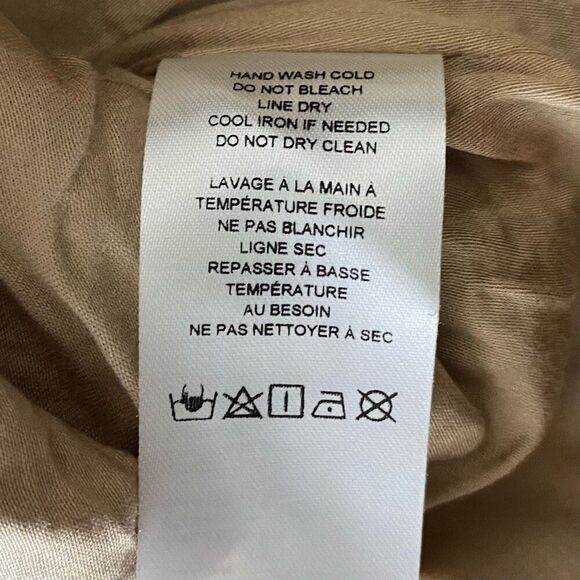 HAND WASH COLD
DO NOT BLEACH
LINE DRY
COOL IRON IF NEEDED
DO NOT DRY CLEAN
LAVAGE À LA MAIN À
TEMPÉRATURE FROIDE
NE PAS BLANCHIR
LIGNE SEC
REPASSER À BASSE
TEMPÉRATURE
AU BESOIN
NE PAS NETTOYER À SEC